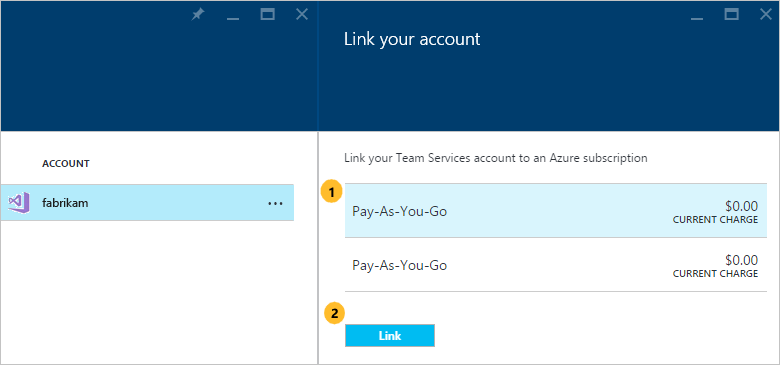 Link your account
ACCOUNT
fabrikam
...
Link your Team Services account to an Azure subscription
1
Pay-As-You-Go $0.00
CURRENT CHARGE
Pay-As-You-Go $0.00
CURRENT CHARGE
2
Link